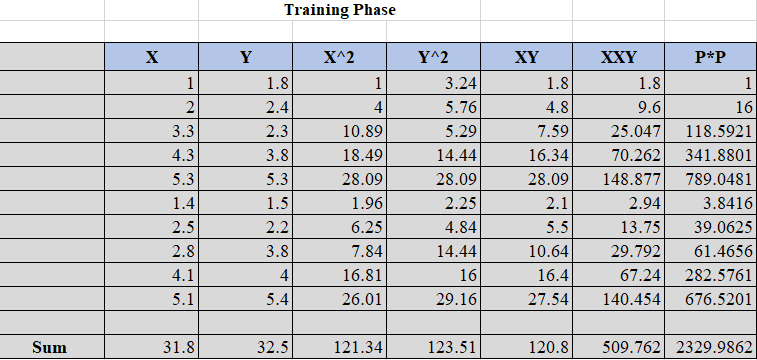 Training Phase
X Y X^2 Y^2 XY XXY P*P
1 1.8 1 3.24 1.8 1.8 1
2 2.4 4 5.76 4.8 9.6 16
3.3 2.3 10.89 5.29 7.59 25.047 118.5921
4.3 3.8 18.49 14.44 16.34 70.262 341.8801
5.3 5.3 28.09 28.09 28.09 148.877 789.0481
1.4 1.5 1.96 2.25 2.1 2.94 3.8416
2.5 2.2 6.25 4.84 5.5 13.75 39.0625
2.8 3.8 7.84 14.44 10.64 29.792 61.4656
4.1 4 16.81 16 16.4 67.24 282.5761
5.1 5.4 26.01 29.16 27.54 140.454 676.5201
Sum 31.8 32.5 121.34 123.51 120.8 509.762 2329.9862